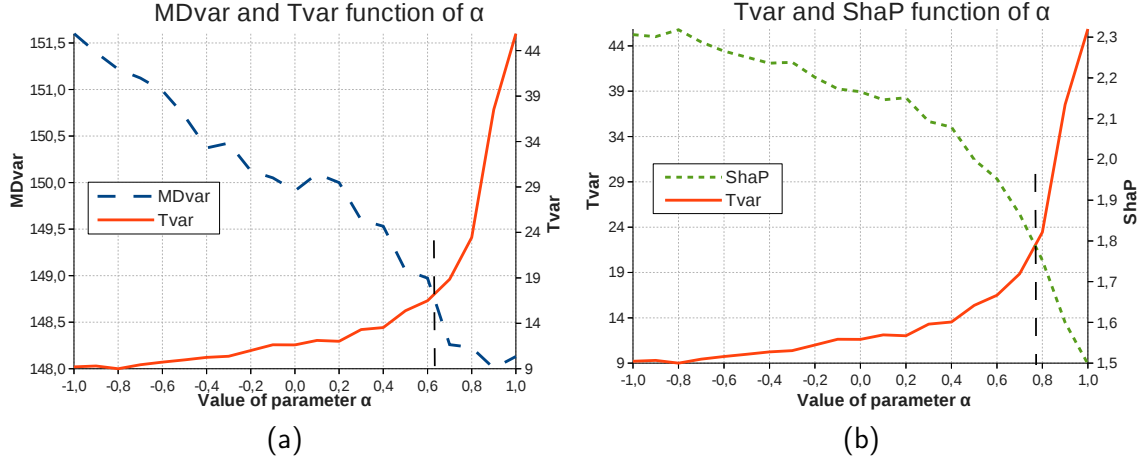 MDvar and Tvar function of α
151,5
151,0
150,5
150,0
149,5
149,0
148,5
148,0
MDvar
44
39
34
29
24
19
14
9
Tvar
MDvar
Tvar
-1,0 -0,8 -0,6 -0,4 -0,2 0,0 0,2 0,4 0,6 0,8 1,0
Value of parameter α
(a)
Tvar and ShaP function of α
44
39
34
29
24
19
14
9
Tvar
2,3
2,2
2,1
2,0
1,9
1,8
1,7
1,6
1,5
ShaP
ShaP
Tvar
-1,0 -0,8 -0,6 -0,4 -0,2 0,0 0,2 0,4 0,6 0,8 1,0
Value of parameter α
(b)